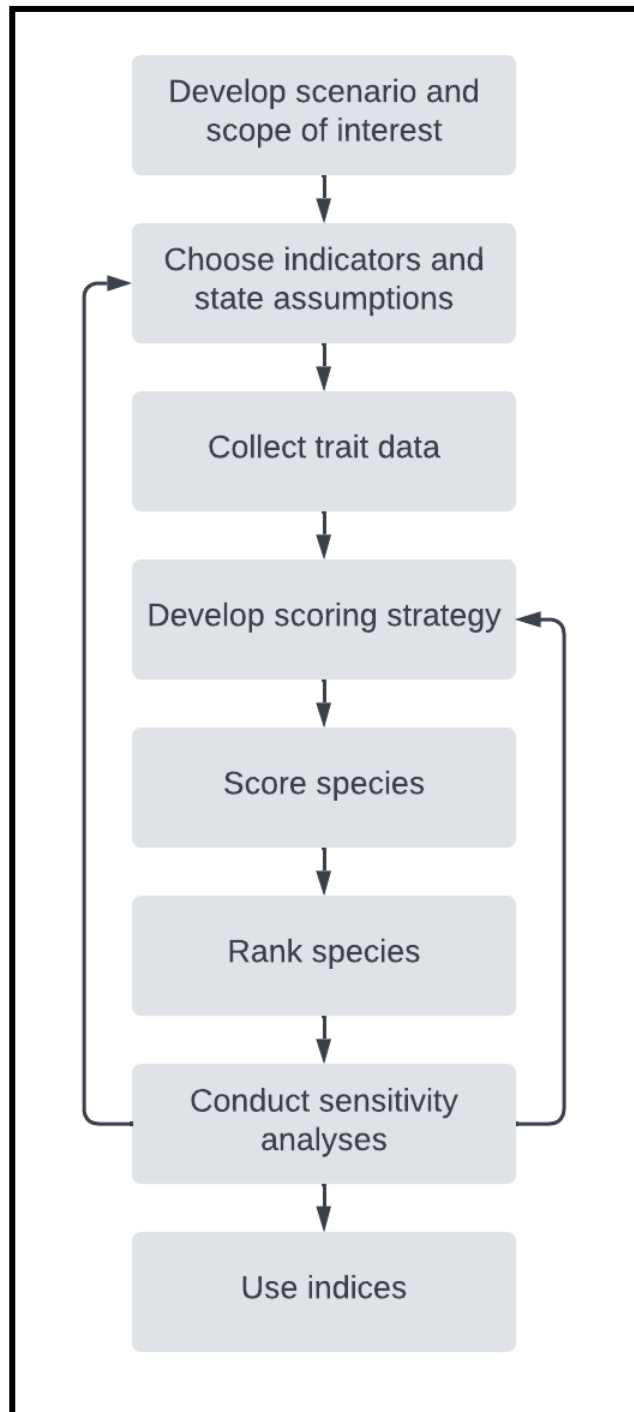 Develop scenario and
scope of interest
Choose indicators and
state assumptions
Collect trait data
Develop scoring strategy
Score species
Rank species
Conduct sensitivity
analyses
Use indices